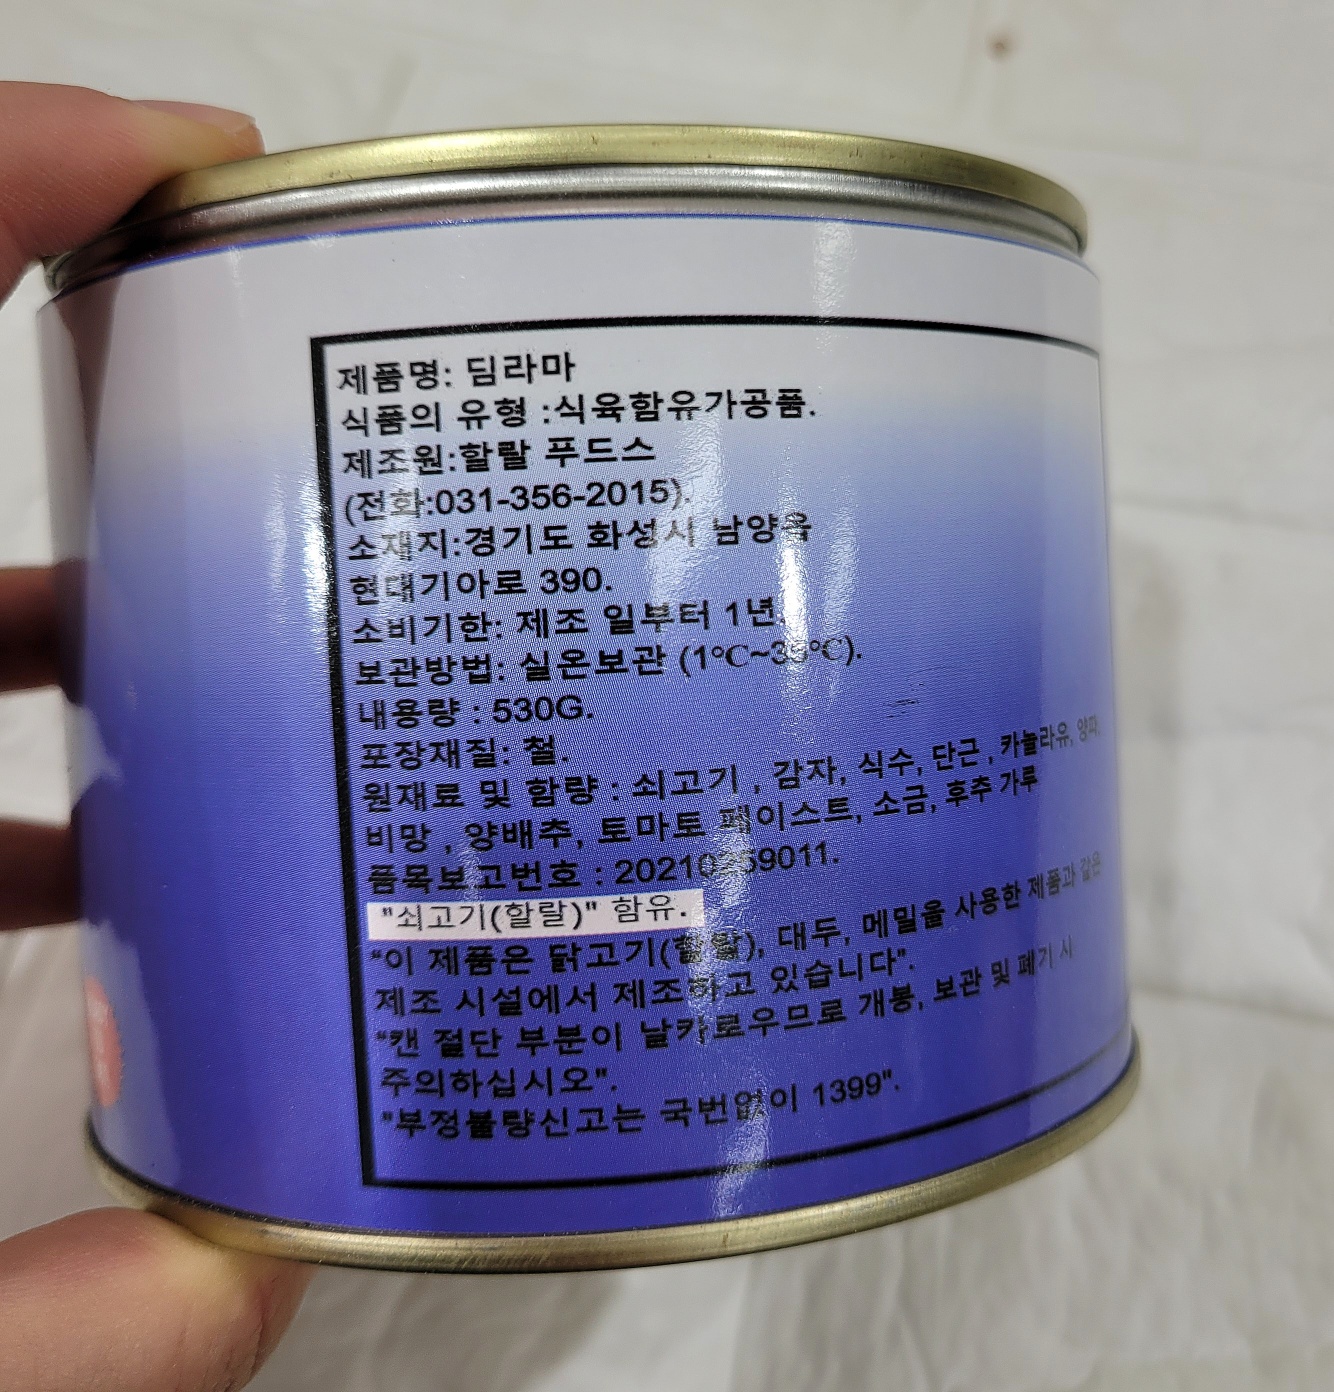 제품명: 딤라마
식품의 유형 :식육함유가공품.
제조원:할랄 푸드스
(전화:031-356-2015).
소재지:경기도 화성시 남양읍
현대기아로 390.
소비기한: 제조 일부터 1년.
보관방법: 실온보관 (1℃~35℃).
내용량 : 530G.
포장재질: 철.
원재료 및 함량 : 쇠고기 , 감자, 식수, 단근 , 카놀라유, 양파,
비망 , 양배추, 토마토 페이스트, 소금, 후추 가루
품목보고번호 :
"쇠고기(할랄)" 함유.
“이 제품은 닭고기(할랄), 대두, 메밀을 사용한 제품과 같은
제조 시설에서 제조하고 있습니다”.
“캔 절단 부분이 날카로우므로 개봉, 보관 및 폐기 시
주의하십시오”.
"부정불량신고는 국번없이 1399".